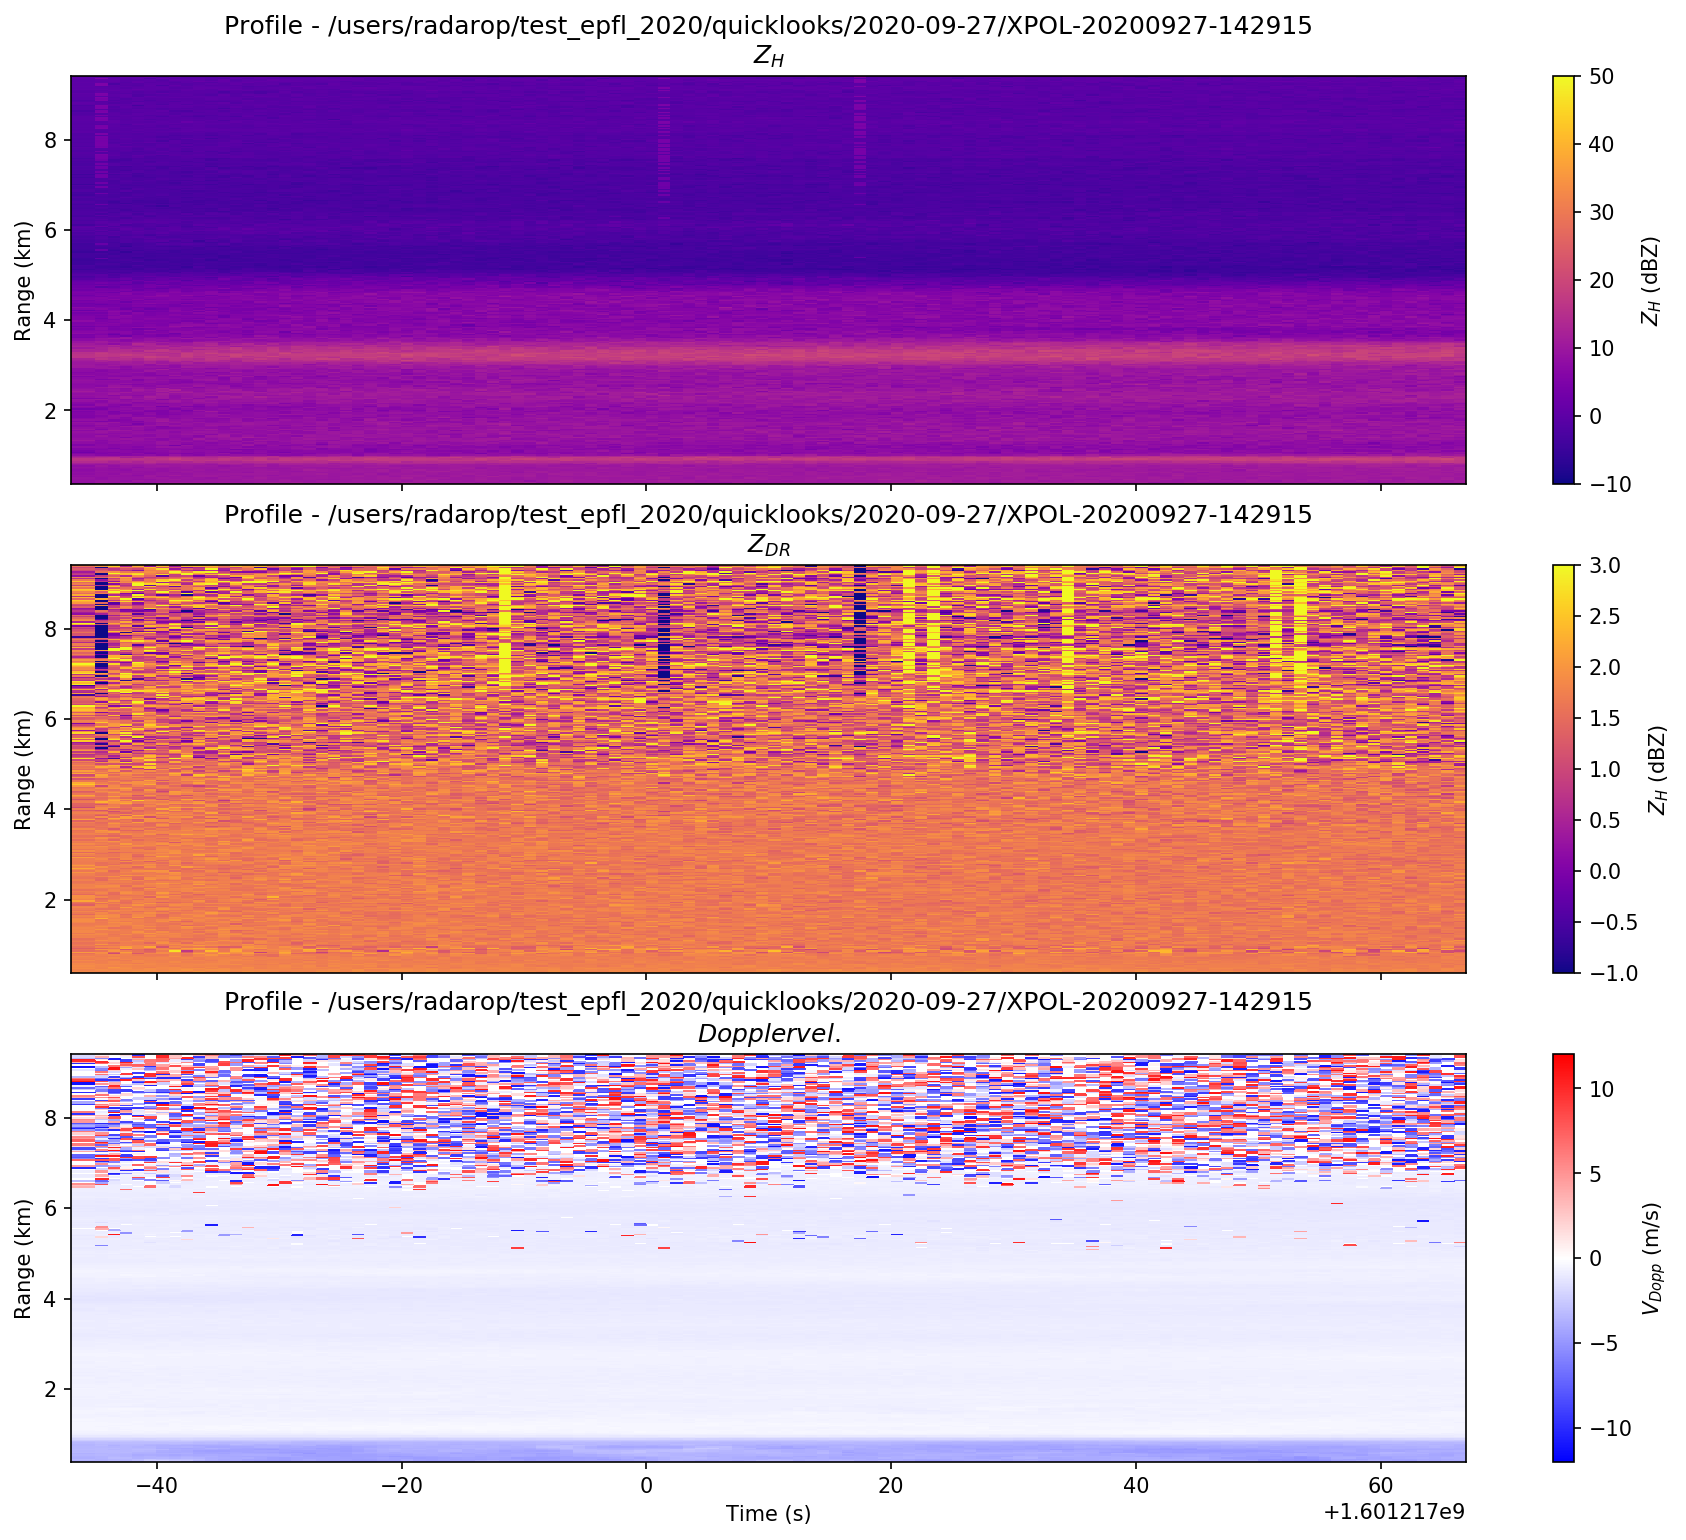 Profile - /users/radarop/test_epfl_2020/quicklooks/2020-09-27/XPOL-20200927-142915
Z_H
8
6
4
2
Range (km)
50
40
30
20
10
0
−10
Z_H (dBZ)
Profile - /users/radarop/test_epfl_2020/quicklooks/2020-09-27/XPOL-20200927-142915
Z_DR
8
6
4
2
Range (km)
3.0
2.5
2.0
1.5
1.0
0.5
0.0
−0.5
−1.0
Z_H (dBZ)
Profile - /users/radarop/test_epfl_2020/quicklooks/2020-09-27/XPOL-20200927-142915
Dopplervel.
8
6
4
2
Range (km)
−40 −20 0 20 40 60
Time (s)
+1.601217e9
10
5
0
−5
−10
V_Dopp (m/s)